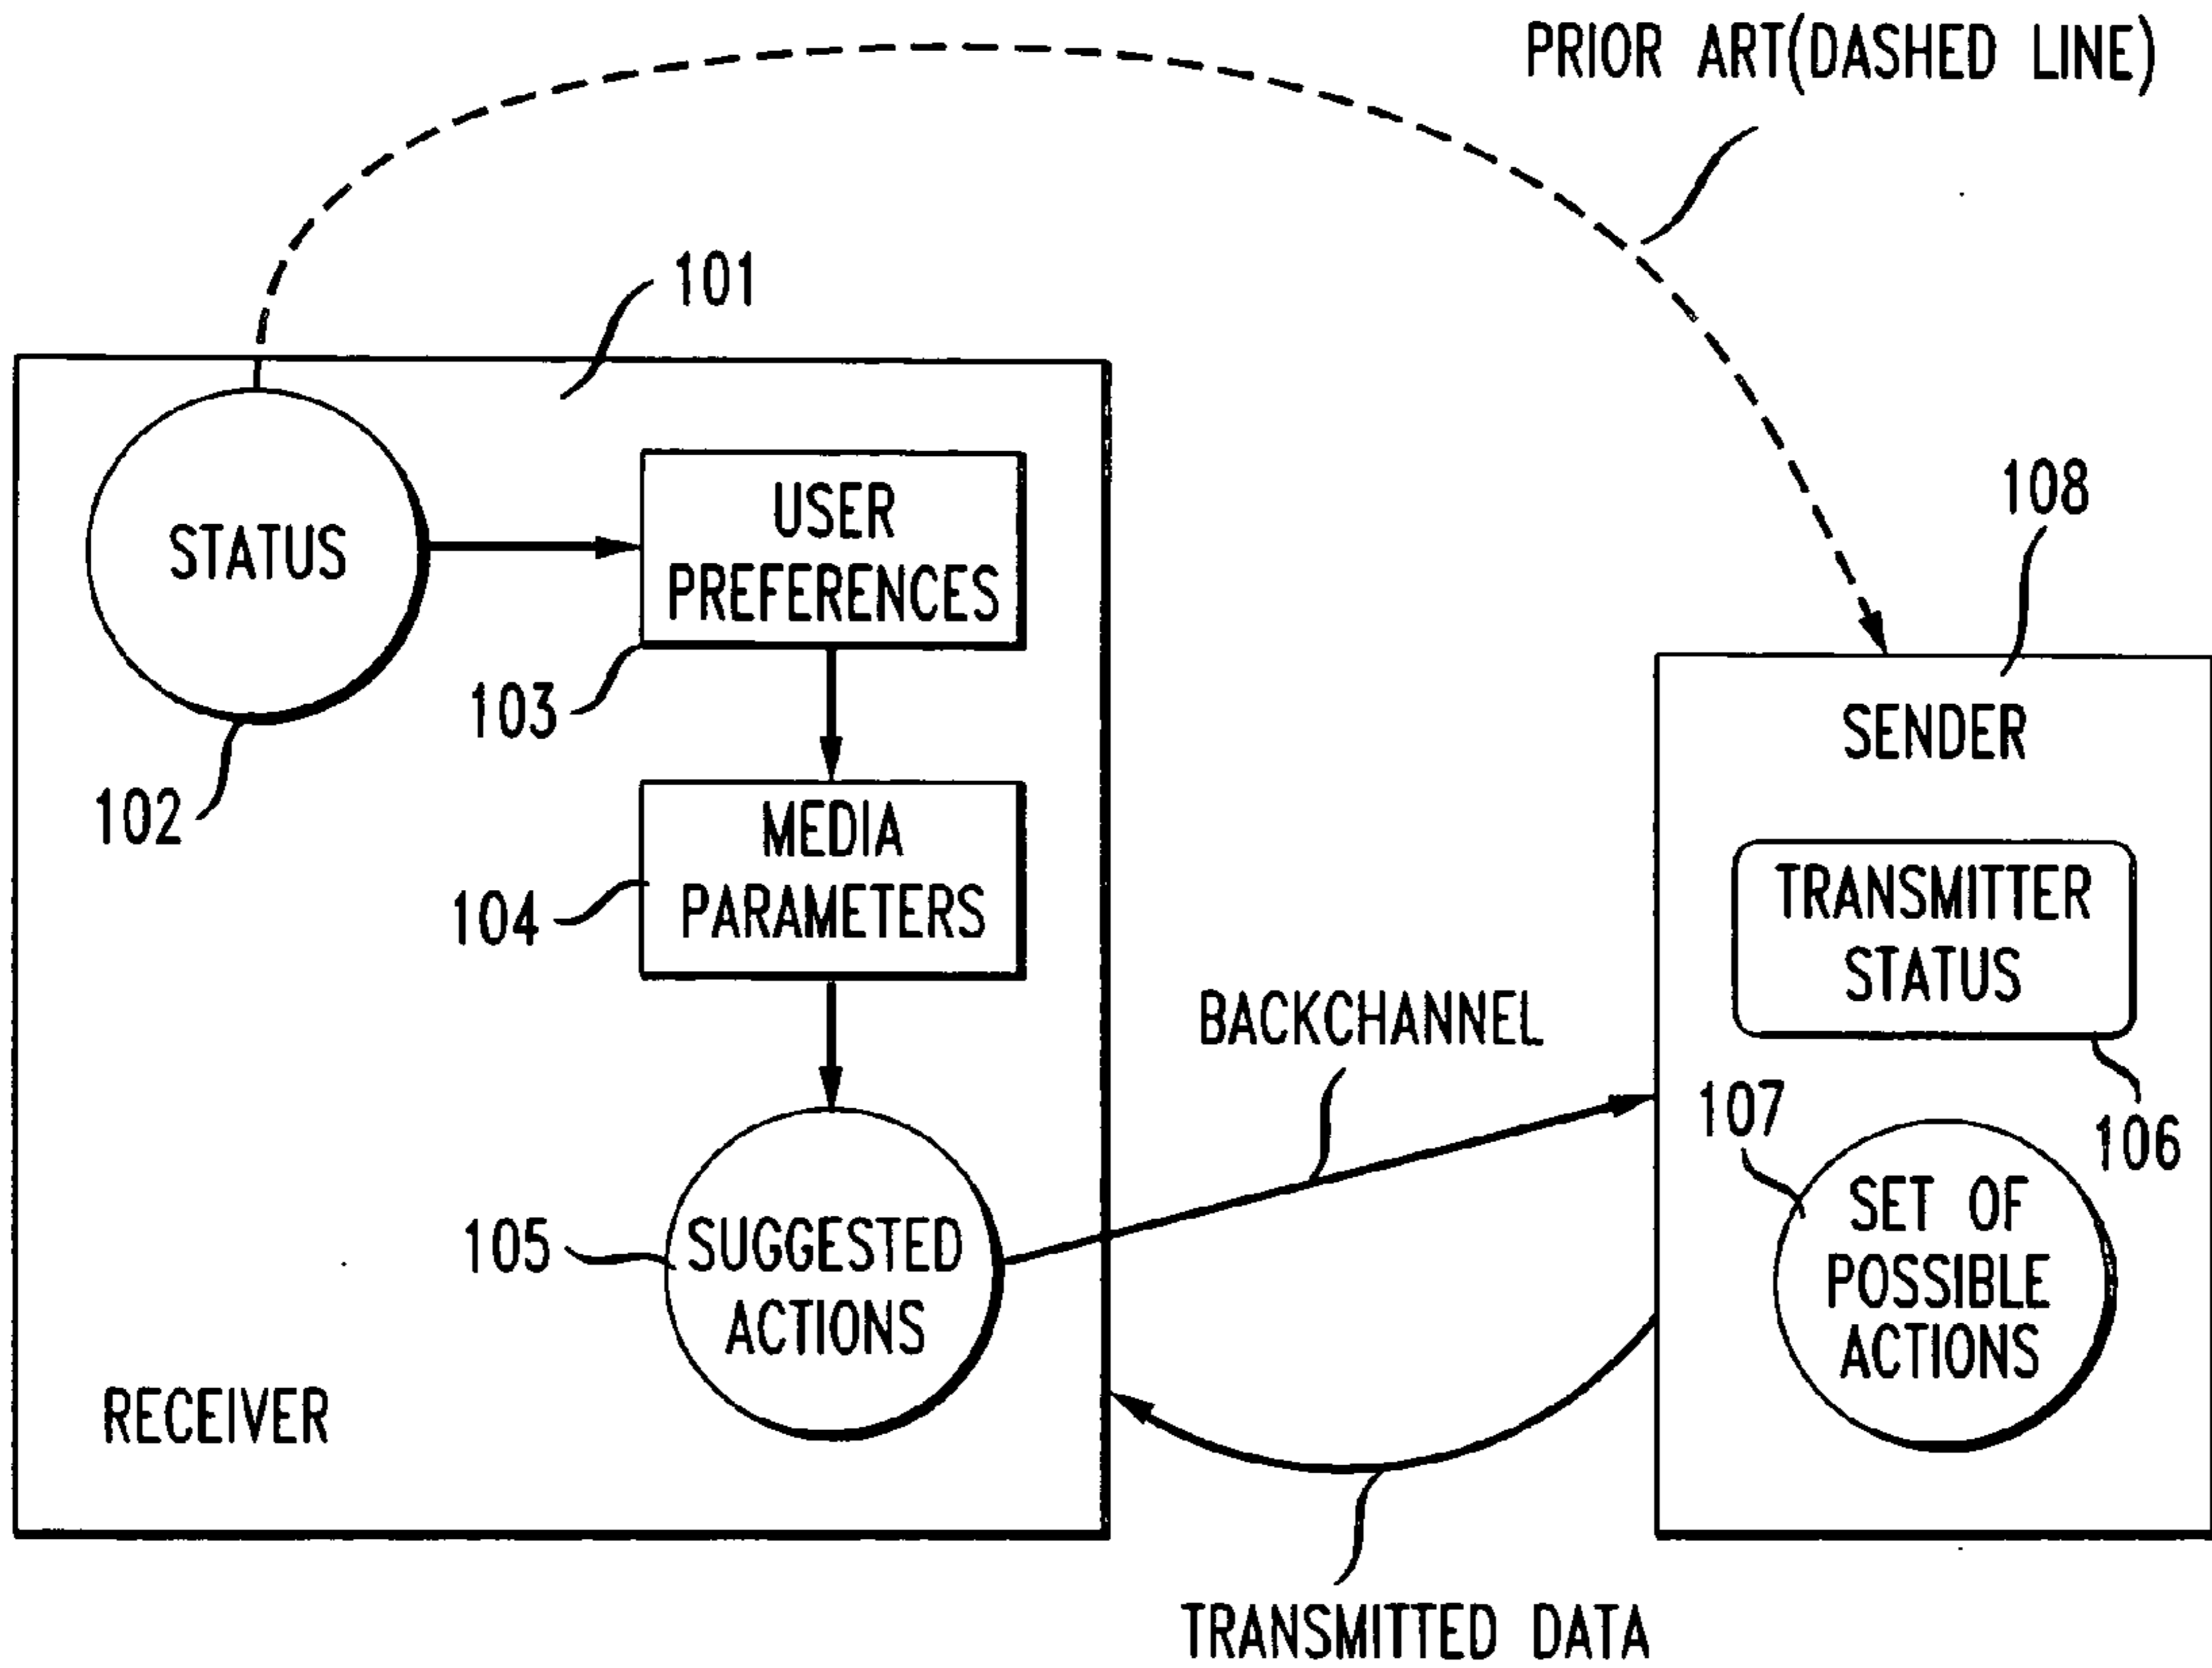 PRIOR ART(DASHED LINE)
101
STATUS
102
USER
PREFERENCES
103
MEDIA
PARAMETERS
104
SUGGESTED
ACTIONS
105
RECEIVER
BACKCHANNEL
TRANSMITTED DATA
108
SENDER
TRANSMITTER
STATUS
106
107
SET OF
POSSIBLE
ACTIONS